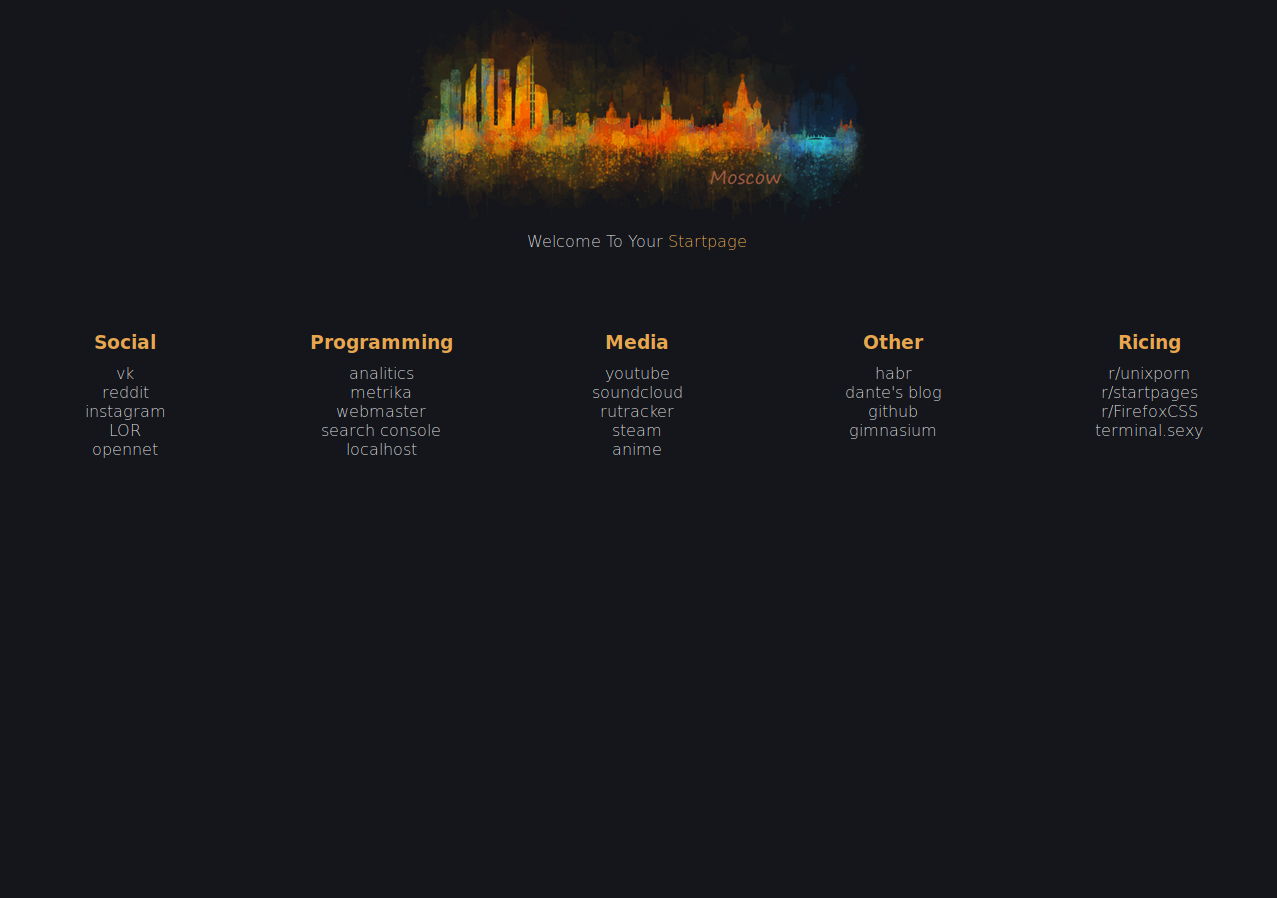 Moscow
Welcome To Your Startpage
Social
vk
reddit
instagram
LOR
opennet
Programming
analitics
metrika
webmaster
search console
localhost
Media
youtube
soundcloud
rutracker
steam
anime
Other
habr
dante's blog
github
gimnasium
Ricing
r/unixporn
r/startpages
r/FirefoxCSS
terminal.sexy